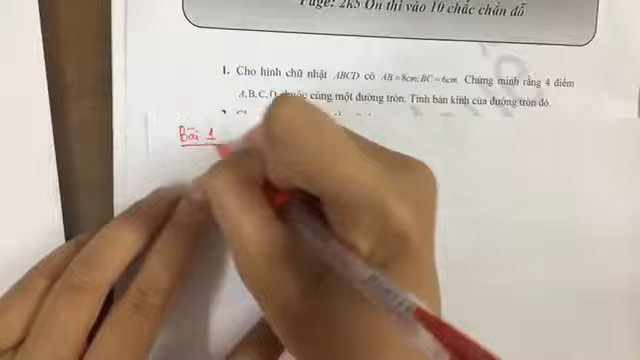 Page: 2k5 Ôn thi vào 10 chắc chắn đỗ
1. Cho hình chữ nhật ABCD có AB = 8cm; BC = 6cm. Chứng minh rằng 4 điểm
A, B, C, D thuộc cùng một đường tròn. Tính bán kính của đường tròn đó.
Bài 1